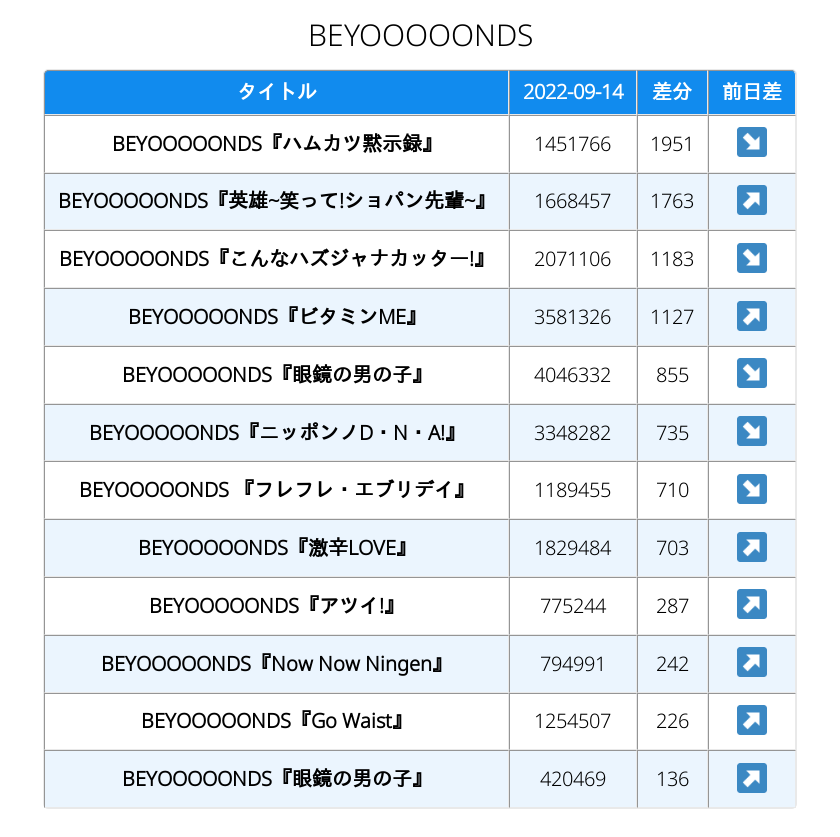 BEYOOOOONDS
タイトル 2022-09-14 差分 前日差
BEYOOOOONDS『ハムカツ黙示録』 1451766 1951 ↘
BEYOOOOONDS『英雄~笑って!ショパン先輩~』 1668457 1763 ↗
BEYOOOOONDS『こんなハズジャナカッター!』 2071106 1183 ↘
BEYOOOOONDS『ビタミンME』 3581326 1127 ↗
BEYOOOOONDS『眼鏡の男の子』 4046332 855 ↘
BEYOOOOONDS『ニッポンノD・N・A!』 3348282 735 ↘
BEYOOOOONDS 『フレフレ・エブリデイ』 1189455 710 ↘
BEYOOOOONDS『激辛LOVE』 1829484 703 ↗
BEYOOOOONDS『アツイ!』 775244 287 ↗
BEYOOOOONDS『Now Now Ningen』 794991 242 ↗
BEYOOOOONDS『Go Waist』 1254507 226 ↗
BEYOOOOONDS『眼鏡の男の子』 420469 136 ↗